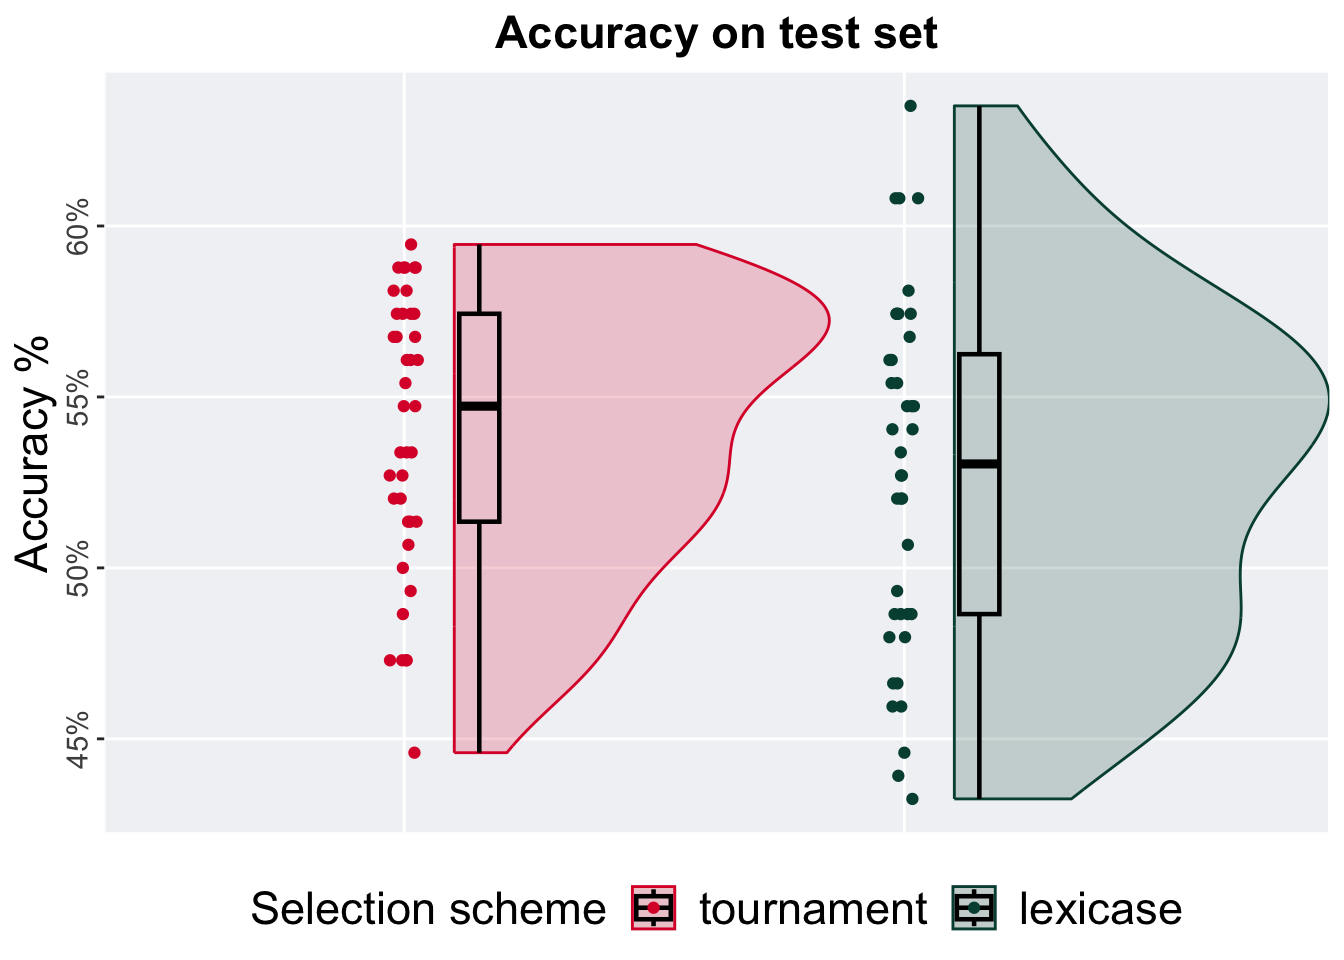 Accuracy on test set
Accuracy %
60%
55%
50%
45%
Selection scheme tournament lexicase